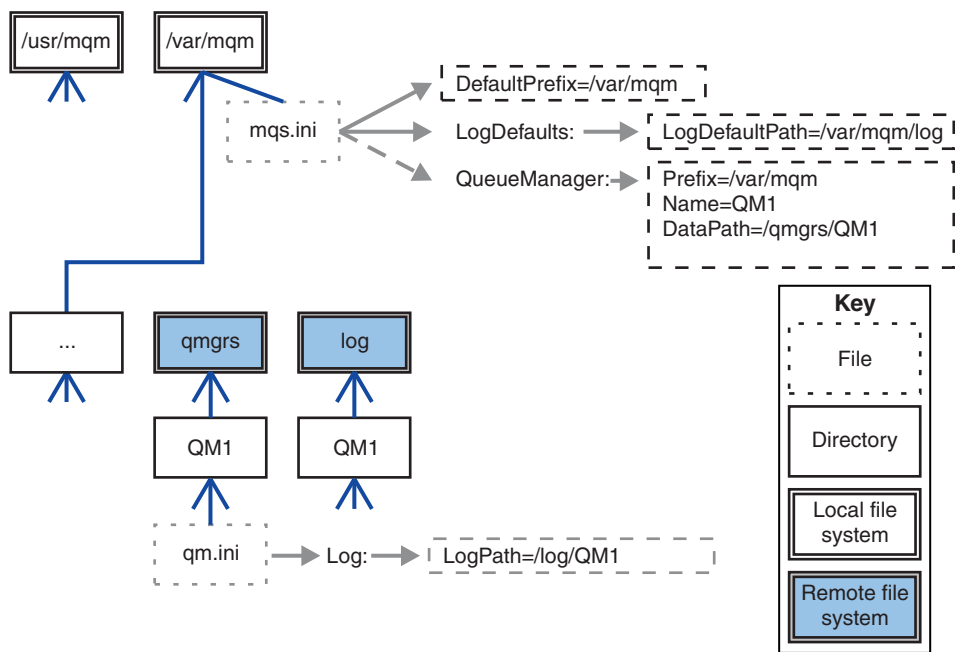 /usr/mqm
/var/mqm
mqs.ini
DefaultPrefix=/var/mqm
LogDefaults:
LogDefaultPath=/var/mqm/log
QueueManager:
Prefix=/var/mqm
Name=QM1
DataPath=/qmgrs/QM1
...
qmgrs
log
QM1
QM1
qm.ini
Log:
LogPath=/log/QM1
Key
File
Directory
Local file
system
Remote file
system